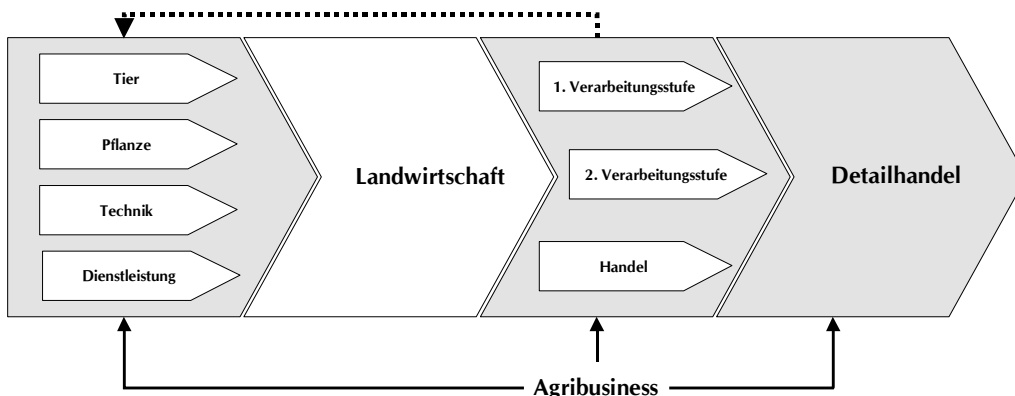 Tier
Pflanze
Technik
Dienstleistung
Landwirtschaft
1. Verarbeitungsstufe
2. Verarbeitungsstufe
Handel
Detailhandel
Agribusiness